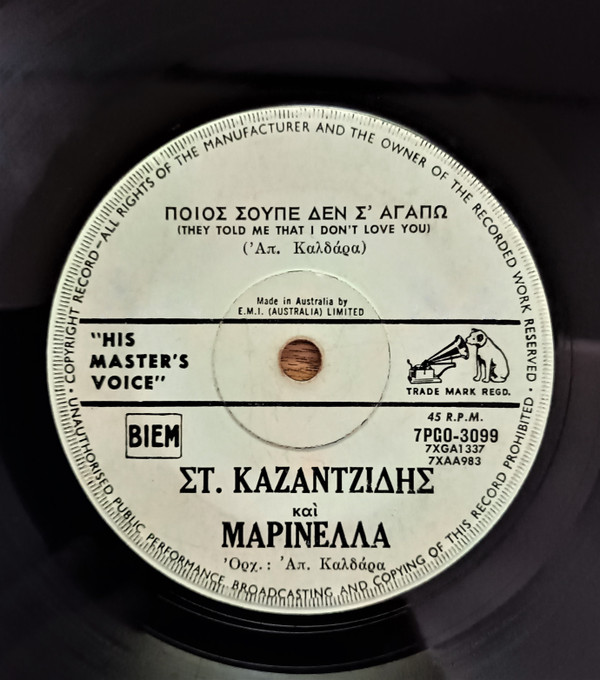 COPYRIGHT RECORD—ALL RIGHTS OF THE MANUFACTURER AND THE OWNER OF THE RECORDED WORK RESERVED · UNAUTHORISED PUBLIC PERFORMANCE, BROADCASTING AND COPYING OF THIS RECORD PROHIBITED ·
ΠΟΙΟΣ ΣΟΥΠΕ ΔΕΝ Σ' ΑΓΑΠΩ
(THEY TOLD ME THAT I DON'T LOVE YOU)
('Απ. Καλδάρα)
Made in Australia by
E.M.I. (AUSTRALIA) LIMITED
"HIS
MASTER'S
VOICE"
TRADE MARK REGD.
BIEM
45 R.P.M.
7PGO-3099
7XGA1337
7XAA983
ΣΤ. ΚΑΖΑΝΤΖΙΔΗΣ
καὶ
ΜΑΡΙΝΕΛΛΑ
'Ορχ.: 'Απ. Καλδάρα